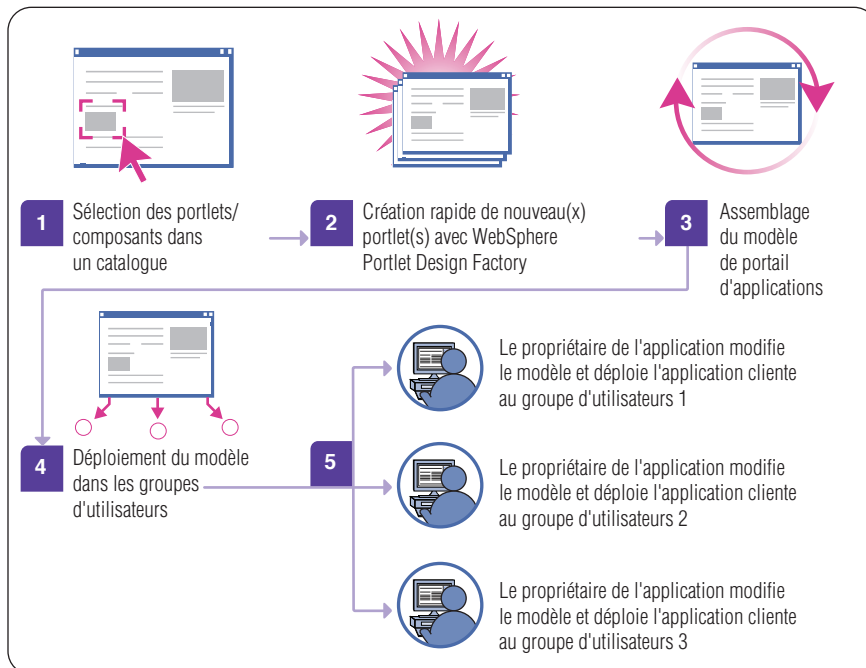 1
Sélection des portlets/
composants dans
un catalogue
2
Création rapide de nouveau(x)
portlet(s) avec WebSphere
Portlet Design Factory
3
Assemblage
du modèle
de portail
d'applications
4
Déploiement du modèle
dans les groupes
d'utilisateurs
5
Le propriétaire de l'application modifie
le modèle et déploie l'application cliente
au groupe d'utilisateurs 1
Le propriétaire de l'application modifie
le modèle et déploie l'application cliente
au groupe d'utilisateurs 2
Le propriétaire de l'application modifie
le modèle et déploie l'application cliente
au groupe d'utilisateurs 3